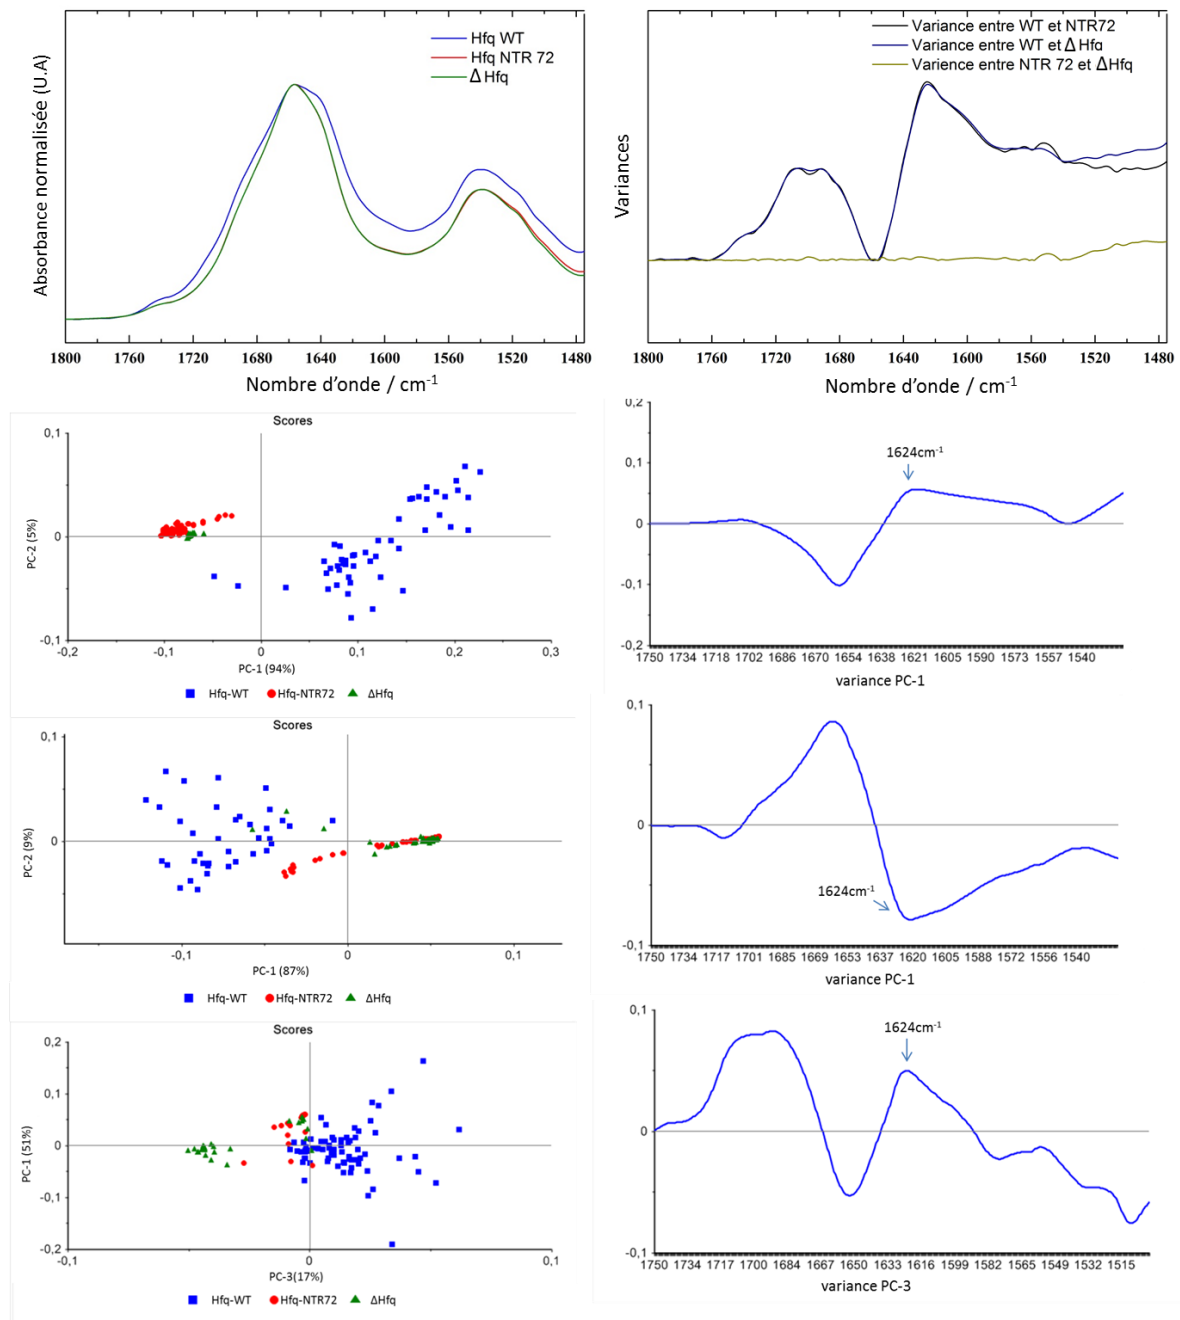 Hfq WT
Hfq NTR 72
Δ Hfq
Absorbance normalisée (U.A)
1800 1760 1720 1680 1640 1600 1560 1520 1480
Nombre d'onde / cm-1
Variance entre WT et NTR72
Variance entre WT et Δ Hfq
Varience entre NTR 72 et ΔHfq
Variances
1800 1760 1720 1680 1640 1600 1560 1520 1480
Nombre d'onde / cm-1
Scores
0,1
0
-0,1
PC-2 (5%)
-0,2 -0,1 0 0,1 0,2 0,3
PC-1 (94%)
Hfq-WT Hfq-NTR72 ΔHfq
0,2
0,1
0
-0,1
-0,2
1624cm-1
1750 1734 1718 1702 1686 1670 1654 1638 1621 1605 1590 1573 1557 1540
variance PC-1
Scores
0,1
0
PC-2 (9%)
-0,1 0 0,1
PC-1 (87%)
Hfq-WT Hfq-NTR72 ΔHfq
0,1
0
-0,1
1624cm-1
1750 1734 1717 1701 1685 1669 1653 1637 1620 1605 1588 1572 1556 1540
variance PC-1
Scores
0,2
0,1
0
-0,1
-0,2
PC-1 (51%)
-0,1 0 0,1
PC-3(17%)
Hfq-WT Hfq-NTR72 ΔHfq
0,1
0
-0,1
1624cm-1
1750 1734 1717 1700 1684 1667 1650 1633 1616 1599 1582 1566 1549 1532 1515
variance PC-3